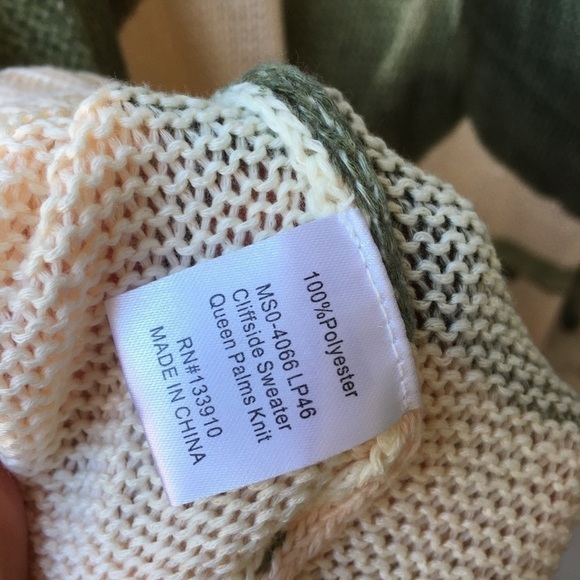 100%Polyester
MS0-4066 LP46
Cliffside Sweater
Queen Palms Knit
RN#133910
MADE IN CHINA